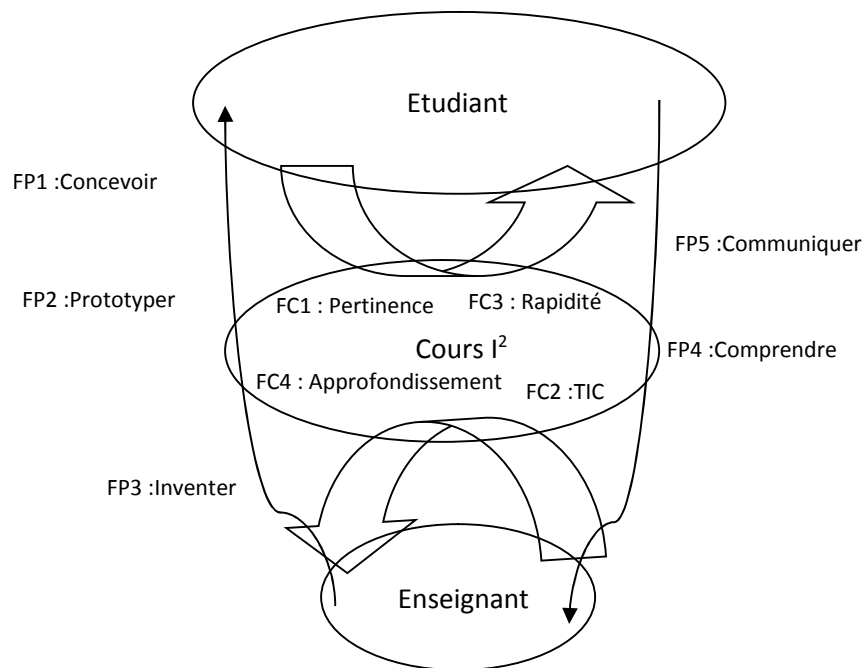 Etudiant
FP1 :Concevoir
FP5 :Communiquer
FP2 :Prototyper
FC1 : Pertinence
FC3 : Rapidité
Cours I²
FP4 :Comprendre
FC4 : Approfondissement
FC2 :TIC
FP3 :Inventer
Enseignant